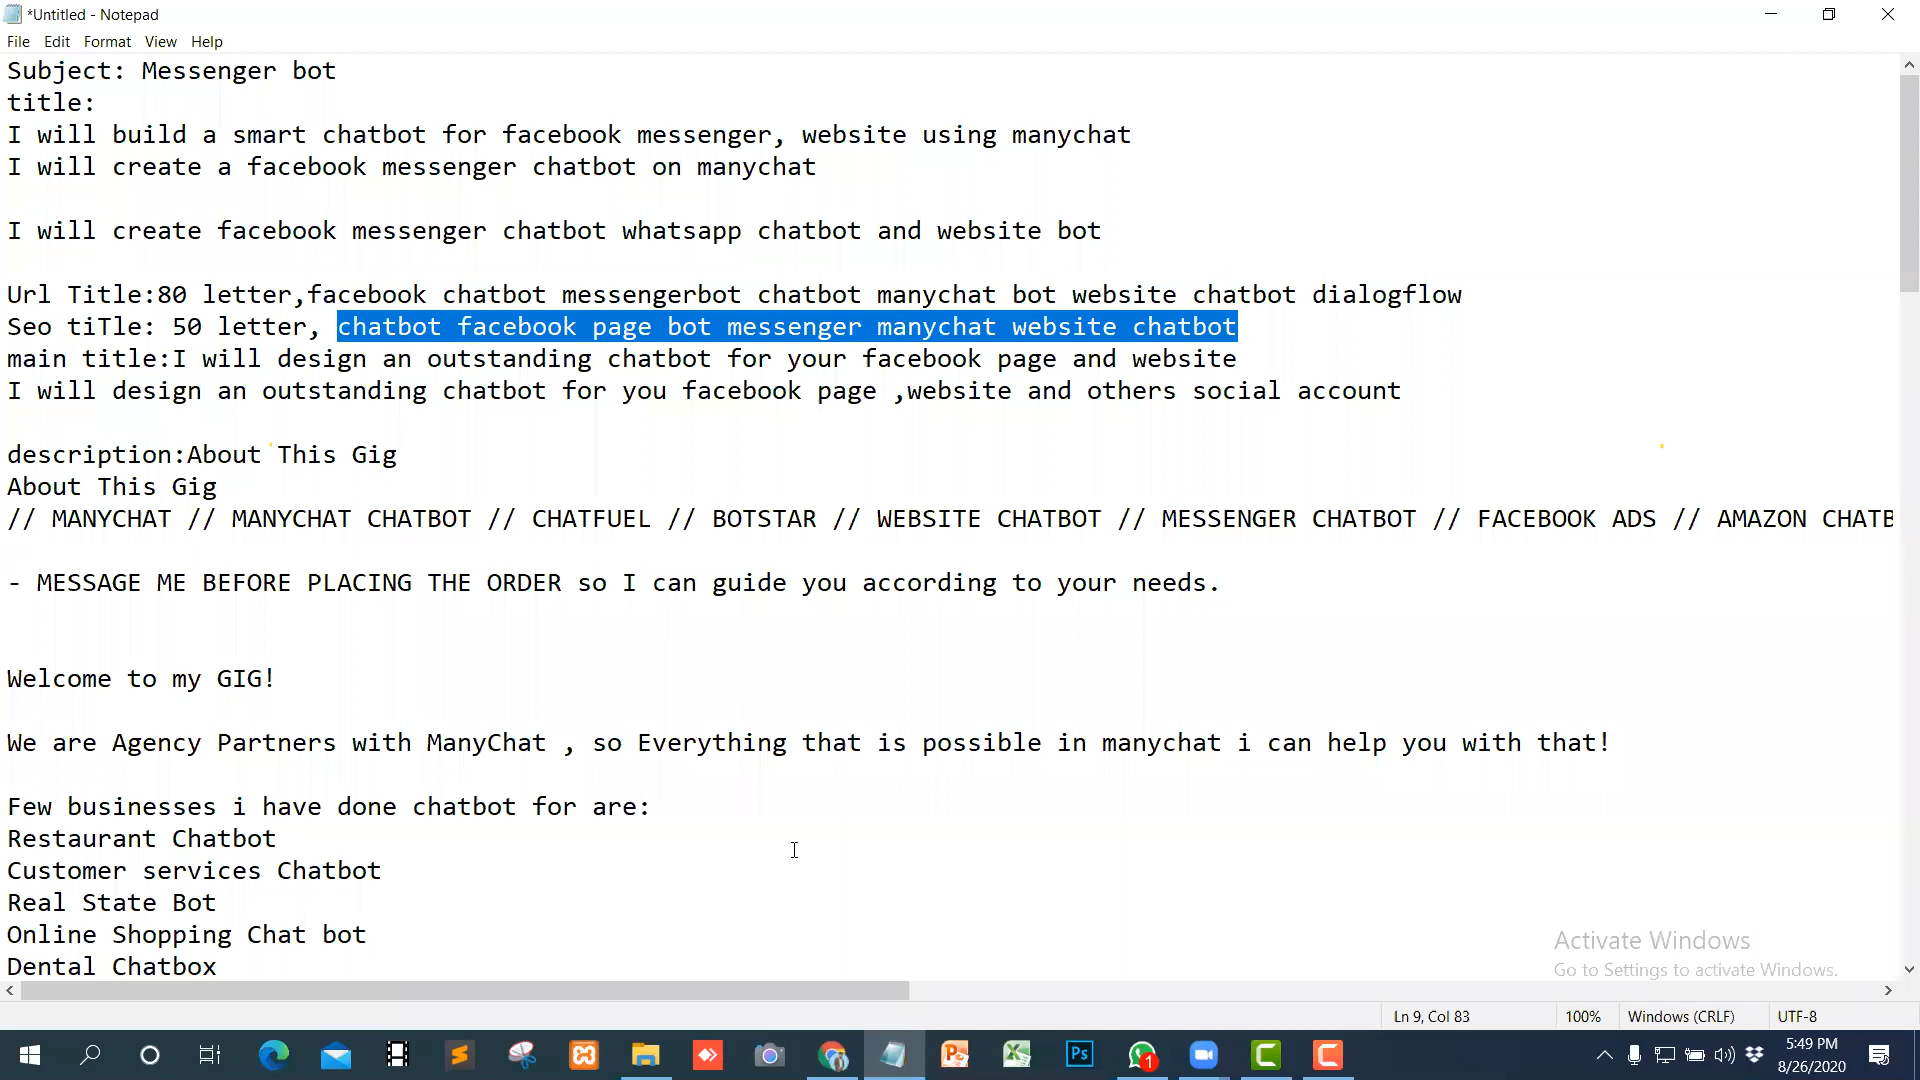 *Untitled - Notepad
File Edit Format View Help
Subject: Messenger bot
title:
I will build a smart chatbot for facebook messenger, website using manychat
I will create a facebook messenger chatbot on manychat
I will create facebook messenger chatbot whatsapp chatbot and website bot
Url Title:80 letter,facebook chatbot messengerbot chatbot manychat bot website chatbot dialogflow
Seo tiTle: 50 letter, chatbot facebook page bot messenger manychat website chatbot
main title:I will design an outstanding chatbot for your facebook page and website
I will design an outstanding chatbot for you facebook page ,website and others social account
description:About This Gig
About This Gig
// MANYCHAT // MANYCHAT CHATBOT // CHATFUEL // BOTSTAR // WEBSITE CHATBOT // MESSENGER CHATBOT // FACEBOOK ADS // AMAZON CHATB
- MESSAGE ME BEFORE PLACING THE ORDER so I can guide you according to your needs.
Welcome to my GIG!
We are Agency Partners with ManyChat , so Everything that is possible in manychat i can help you with that!
Few businesses i have done chatbot for are:
Restaurant Chatbot
Customer services Chatbot
Real State Bot
Online Shopping Chat bot
Dental Chatbox
Activate Windows
Go to Settings to activate Windows.
Ln 9, Col 83 100% Windows (CRLF) UTF-8
Ps
1
5:49 PM
8/26/2020